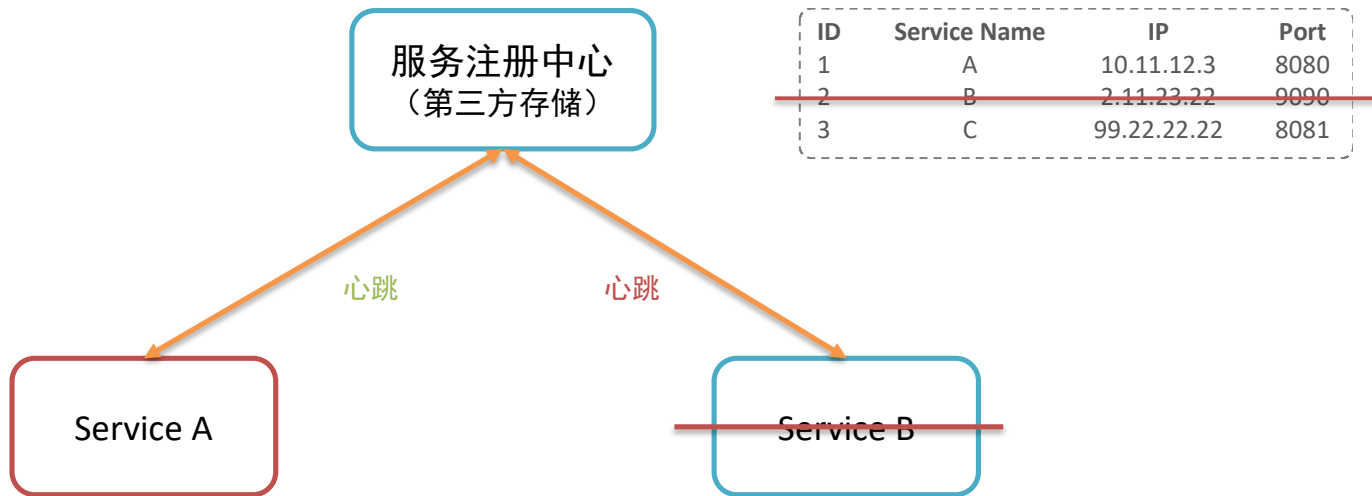 服务注册中心
（第三方存储）
ID Service Name IP Port
1 A 10.11.12.3 8080
2 B 2.11.23.22 9090
3 C 99.22.22.22 8081
心跳
心跳
Service A
Service B